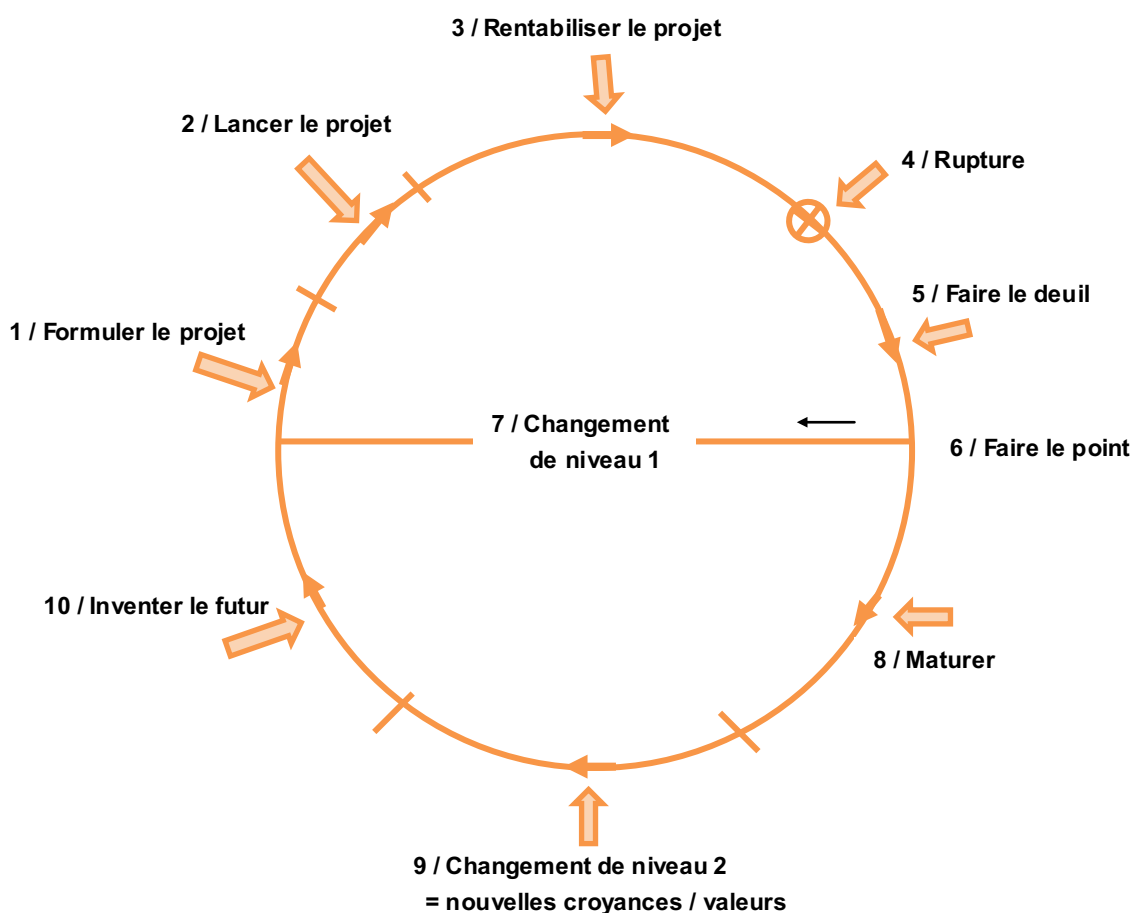 3 / Rentabiliser le projet
2 / Lancer le projet
4 / Rupture
5 / Faire le deuil
1 / Formuler le projet
7 / Changement
de niveau 1
6 / Faire le point
10 / Inventer le futur
8 / Maturer
9 / Changement de niveau 2
= nouvelles croyances / valeurs